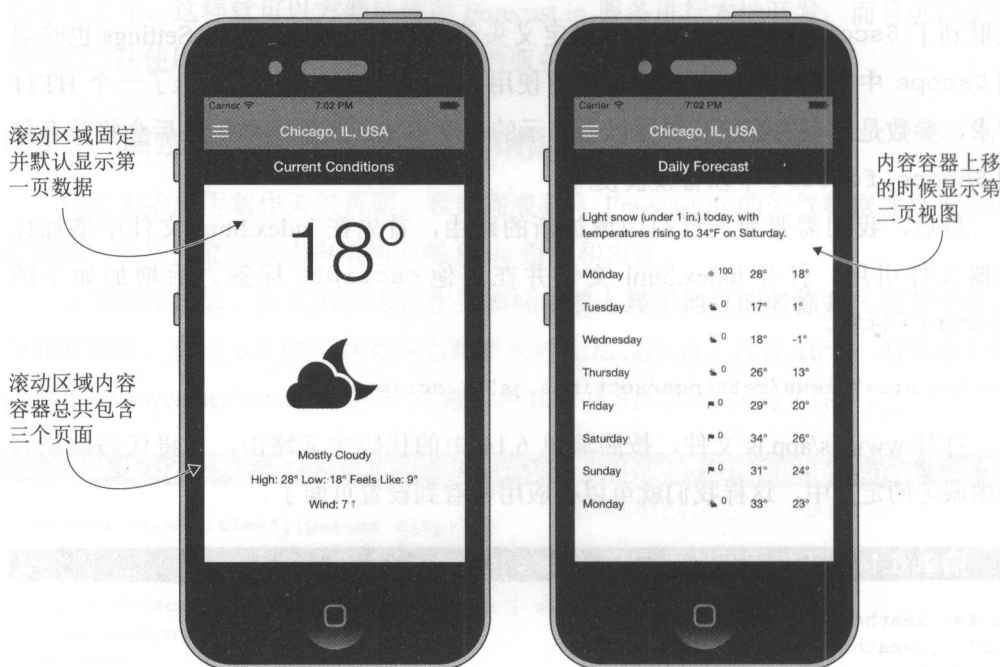 滚动区域固定
并默认显示第
一页数据
滚动区域内容
容器总共包含
三个页面
Carrier 7:02 PM
Chicago, IL, USA
Current Conditions
18°
Mostly Cloudy
High: 28° Low: 18° Feels Like: 9°
Wind: 7↑
Carrier 7:02 PM
Chicago, IL, USA
Daily Forecast
Light snow (under 1 in.) today, with
temperatures rising to 34°F on Saturday.
Monday 100 28° 18°
Tuesday 0 17° 1°
Wednesday 0 18° -1°
Thursday 0 26° 13°
Friday 0 29° 20°
Saturday 0 34° 26°
Sunday 0 31° 24°
Monday 0 33° 23°
内容容器上移
的时候显示第
二页视图